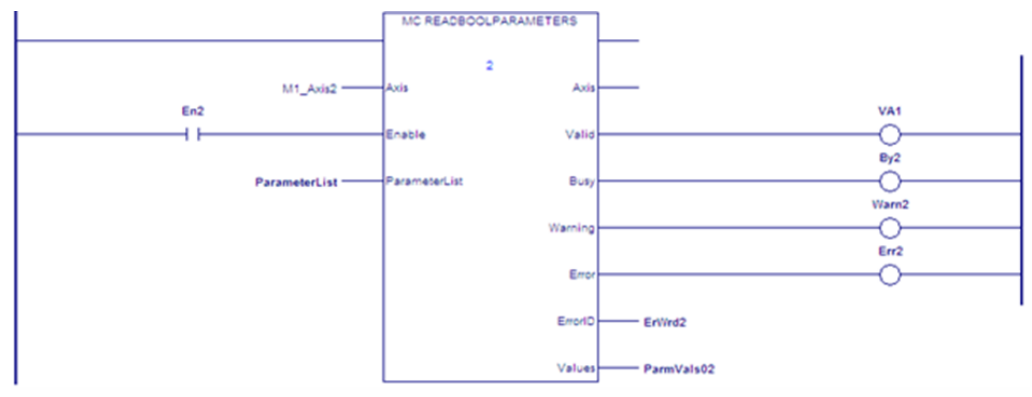 MC READBOOLPARAMETERS
2
M1_Axis2 Axis Axis
En2 Enable Valid VA1
ParameterList ParameterList Busy By2
Warning Warn2
Error Err2
ErrorID ErWrd2
Values ParmVals02